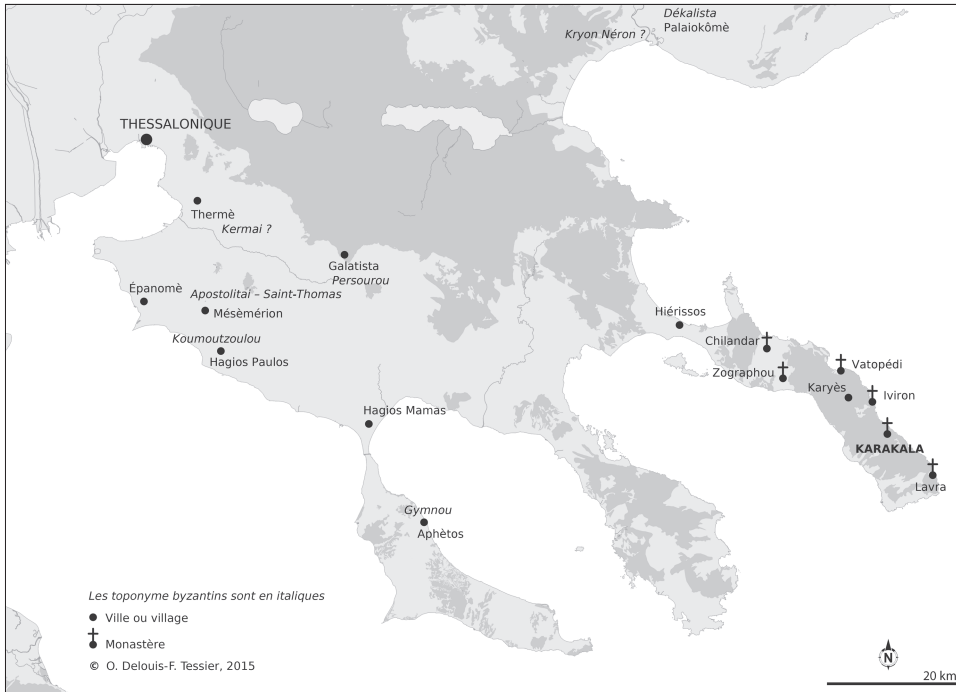 Dékalista
Palaiokômè
Kryon Néron ?
THESSALONIQUE
Thermè
Kermai ?
Galatista
Persourou
Épanomè
Apostolitai – Saint-Thomas
Mésèmérion
Koumoutzoulou
Hagios Paulos
Hiérissos
Chilandar
Zographou
Vatopédi
Karyès
Iviron
Hagios Mamas
KARAKALA
Lavra
Gymnou
Aphètos
Les toponyme byzantins sont en italiques
Ville ou village
Monastère
© O. Delouis-F. Tessier, 2015
N
20 km